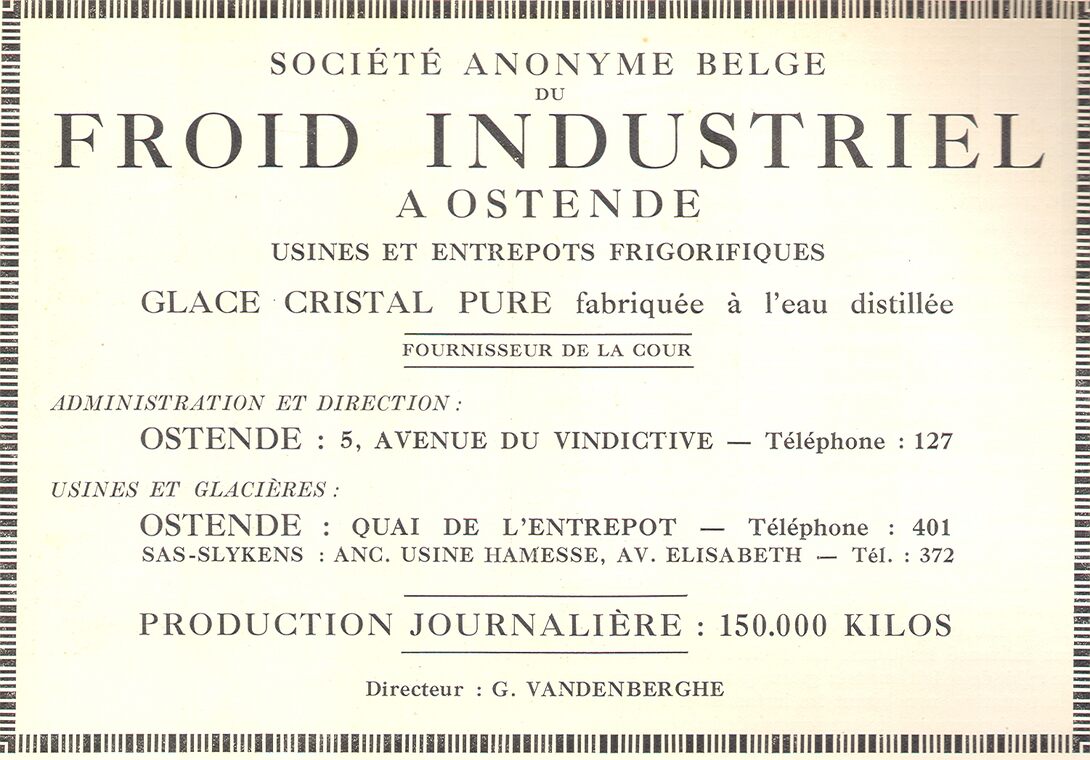 SOCIÉTÉ ANONYME BELGE
DU
FROID INDUSTRIEL
A OSTENDE
USINES ET ENTREPOTS FRIGORIFIQUES
GLACE CRISTAL PURE fabriquée à l'eau distillée
FOURNISSEUR DE LA COUR
ADMINISTRATION ET DIRECTION :
OSTENDE : 5, AVENUE DU VINDICTIVE — Téléphone : 127
USINES ET GLACIÈRES :
OSTENDE : QUAI DE L'ENTREPOT — Téléphone : 401
SAS-SLYKENS : ANC. USINE HAMESSE, AV. ELISABETH — Tél. : 372
PRODUCTION JOURNALIÈRE : 150.000 KILOS
Directeur : G. VANDENBERGHE